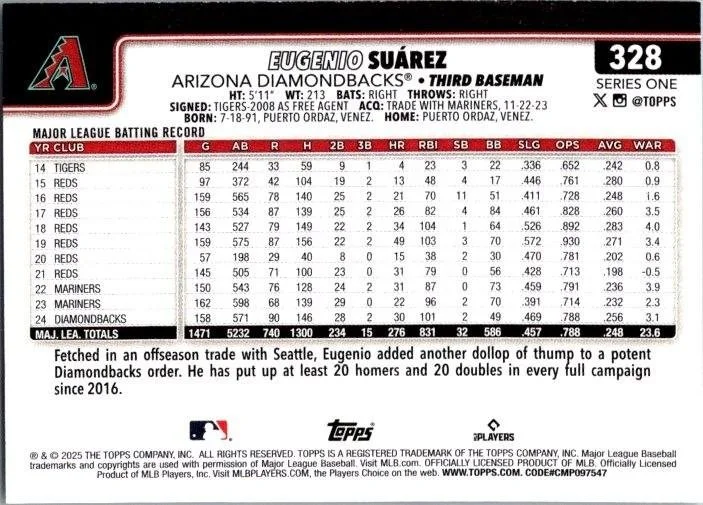 EUGENIO SUÁREZ
328
ARIZONA DIAMONDBACKS® • THIRD BASEMAN
SERIES ONE
HT: 5'11" WT: 213 BATS: RIGHT THROWS: RIGHT
@TOPPS
SIGNED: TIGERS-2008 AS FREE AGENT ACQ: TRADE WITH MARINERS, 11-22-23
BORN: 7-18-91, PUERTO ORDAZ, VENEZ. HOME: PUERTO ORDAZ, VENEZ.
MAJOR LEAGUE BATTING RECORD
YR CLUB G AB R H 2B 3B HR RBI SB BB SLG OPS AVG WAR
14 TIGERS 85 244 33 59 9 1 4 23 3 22 .336 .652 .242 0.8
15 REDS 97 372 42 104 19 2 13 48 4 17 .446 .761 .280 0.9
16 REDS 159 565 78 140 25 2 21 70 11 51 .411 .728 .248 1.6
17 REDS 156 534 87 139 25 2 26 82 4 84 .461 .828 .260 3.5
18 REDS 143 527 79 149 22 2 34 104 1 64 .526 .892 .283 4.0
19 REDS 159 575 87 156 22 2 49 103 3 70 .572 .930 .271 3.4
20 REDS 57 198 29 40 8 0 15 38 2 30 .470 .781 .202 0.6
21 REDS 145 505 71 100 23 0 31 79 0 56 .428 .713 .198 -0.5
22 MARINERS 150 543 76 128 24 2 31 87 0 73 .459 .791 .236 3.9
23 MARINERS 162 598 68 139 29 0 22 96 2 70 .391 .714 .232 2.3
24 DIAMONDBACKS 158 571 90 146 28 2 30 101 2 49 .469 .788 .256 3.1
MAJ. LEA. TOTALS 1471 5232 740 1300 234 15 276 831 32 586 .457 .788 .248 23.6
Fetched in an offseason trade with Seattle, Eugenio added another dollop of thump to a potent
Diamondbacks order. He has put up at least 20 homers and 20 doubles in every full campaign
since 2016.
Topps
PLAYERS
® & © 2025 THE TOPPS COMPANY, INC. ALL RIGHTS RESERVED. TOPPS IS A REGISTERED TRADEMARK OF THE TOPPS COMPANY, INC. Major League Baseball
trademarks and copyrights are used with permission of Major League Baseball. Visit MLB.com. OFFICIALLY LICENSED PRODUCT OF MLB. Officially Licensed
Product of MLB Players, Inc. Visit MLBPLAYERS.COM, the Players Choice on the web. WWW.TOPPS.COM. CODE#CMP097547